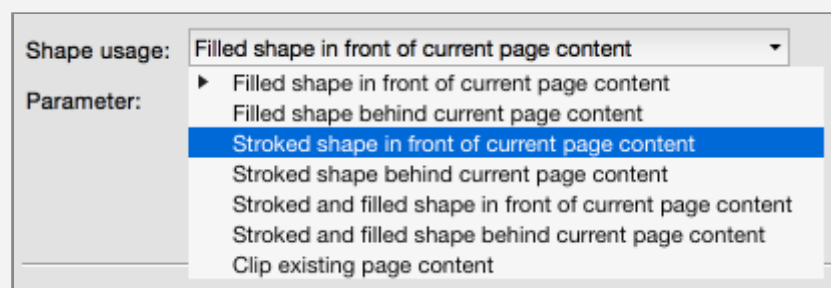 Shape usage: Filled shape in front of current page content
Filled shape in front of current page content
Parameter:
Filled shape behind current page content
Stroked shape in front of current page content
Stroked shape behind current page content
Stroked and filled shape in front of current page content
Stroked and filled shape behind current page content
Clip existing page content